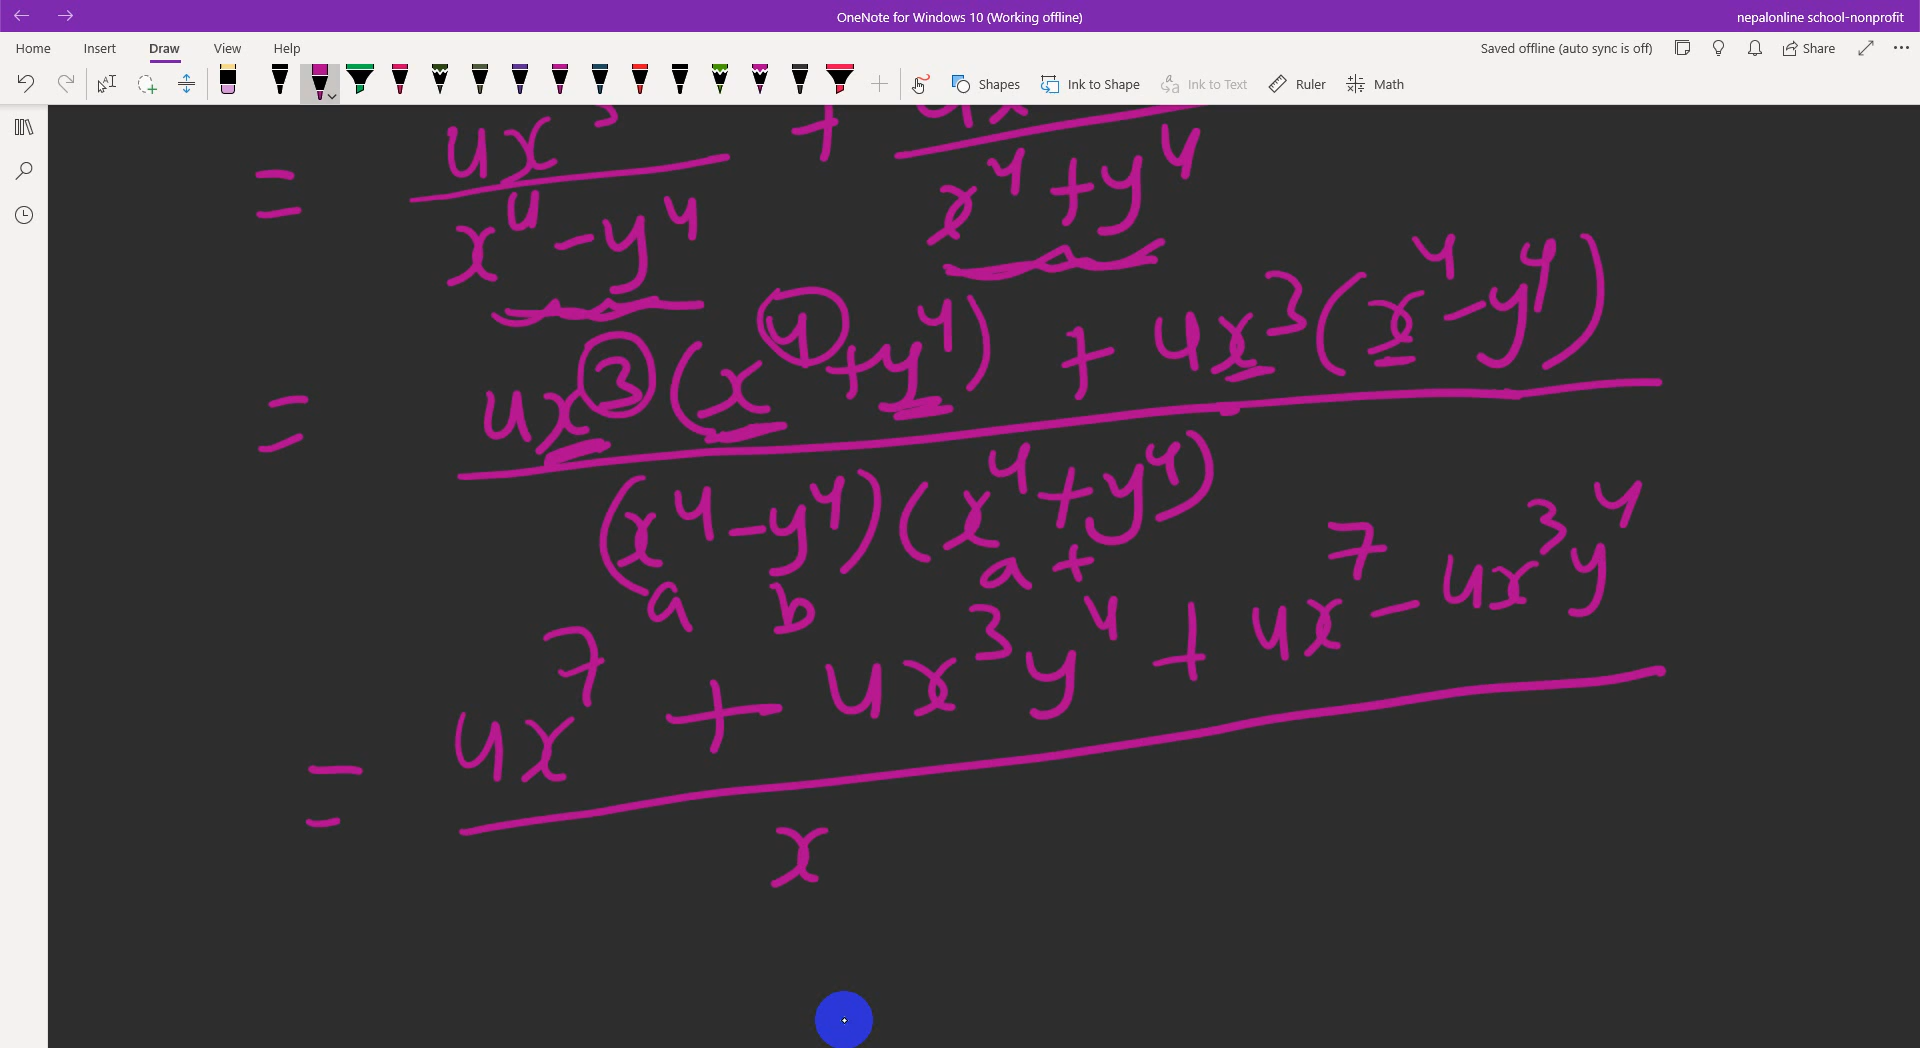 OneNote for Windows 10 (Working offline)
nepalonline school-nonprofit
Home Insert Draw View Help
Saved offline (auto sync is off) Share
Shapes Ink to Shape Ink to Text Ruler Math
= 4x³ / x⁴ - y⁴ + 4x / x⁴ + y⁴
= 4x³(x⁴ + y⁴) + 4x³(x⁴ - y⁴)
(x⁴ - y⁴)(x⁴ + y⁴)
a b a +
= 4x⁷ + 4x³y⁴ + 4x⁷ - 4x³y⁴
x